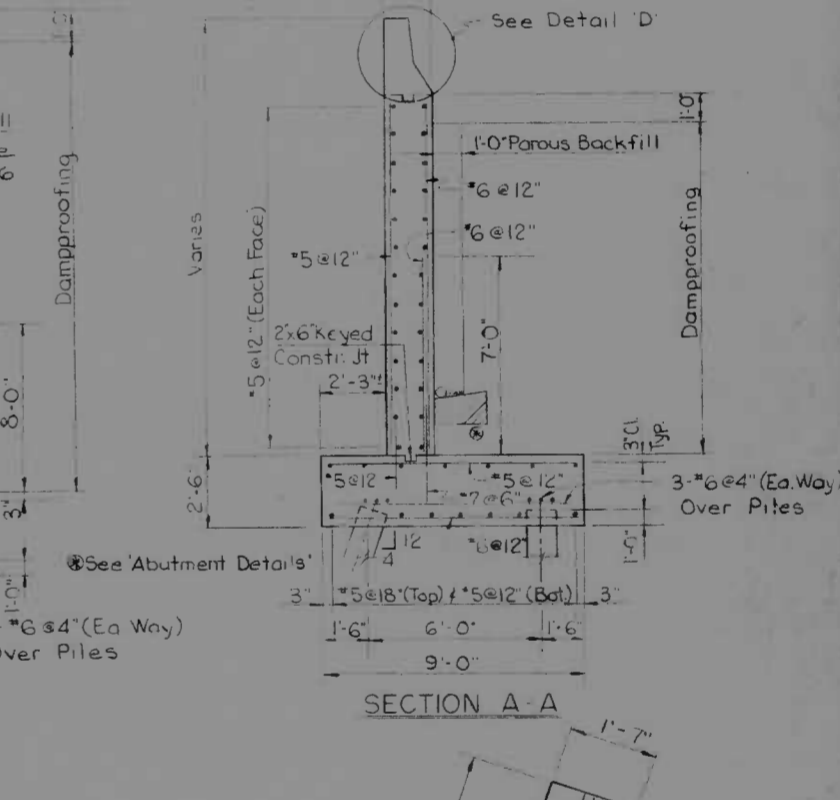 See Detail 'D'
1'-0"
1'-0" Porous Backfill
Dampproofing
Varies
#5@12" (Each Face)
#6@12"
#6@12"
Dampproofing
#5@12"
2"x6" Keyed
Constr. Jt
7'-0"
2'-3"
8'-0"
3" Cl.
Typ.
2'-6"
#5@12
#5@12"
#7@6"
3-#6@4" (Ea. Way)
Over Piles
3"
12
4
#6@12"
⊛See 'Abutment Details'
1'-0"
3"
#5@18" (Top) & #5@12" (Bot.)
3"
#6@4" (Ea Way)
ver Piles
1'-6"
6'-0"
1'-6"
9'-0"
SECTION A-A
1'-7"